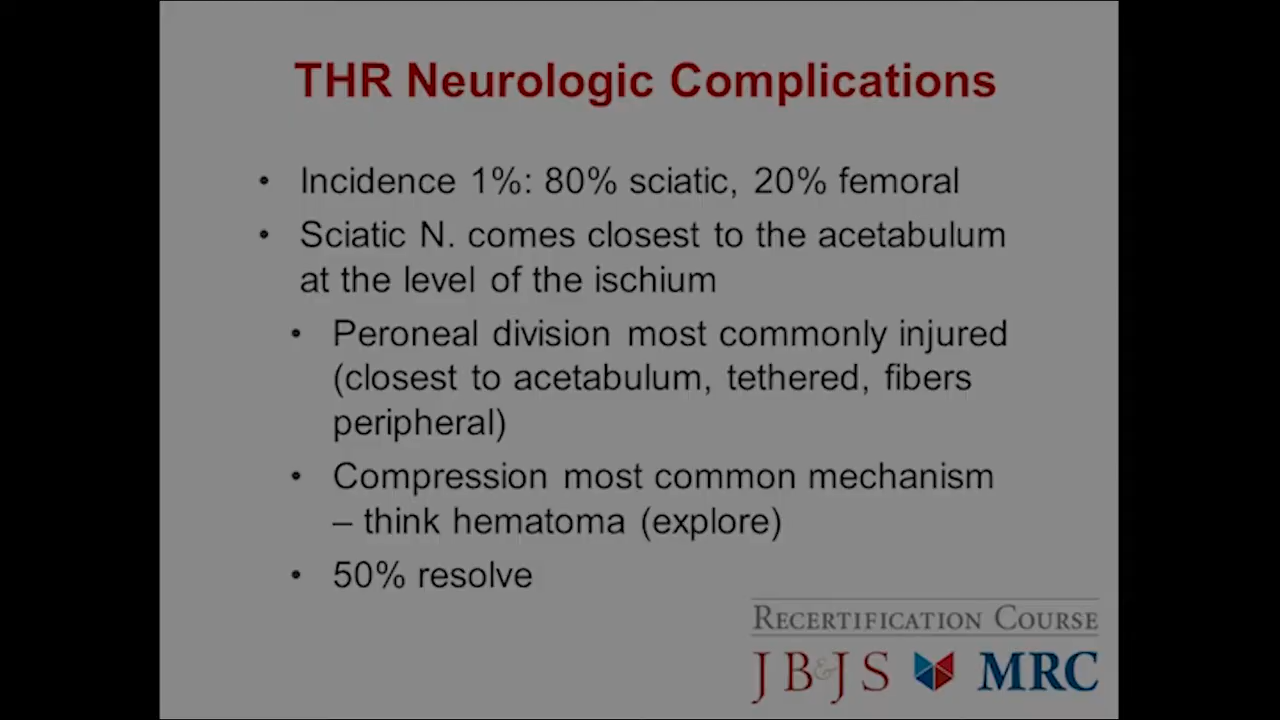 THR Neurologic Complications
• Incidence 1%: 80% sciatic, 20% femoral
• Sciatic N. comes closest to the acetabulum
at the level of the ischium
• Peroneal division most commonly injured
(closest to acetabulum, tethered, fibers
peripheral)
• Compression most common mechanism
– think hematoma (explore)
• 50% resolve
RECERTIFICATION COURSE
JB&JS MRC